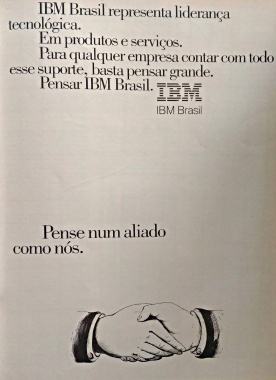 IBM Brasil representa liderança
tecnológica.
Em produtos e serviços.
Para qualquer empresa contar com todo
esse suporte, basta pensar grande.
Pensar IBM Brasil.
IBM
IBM Brasil
Pense num aliado
como nós.